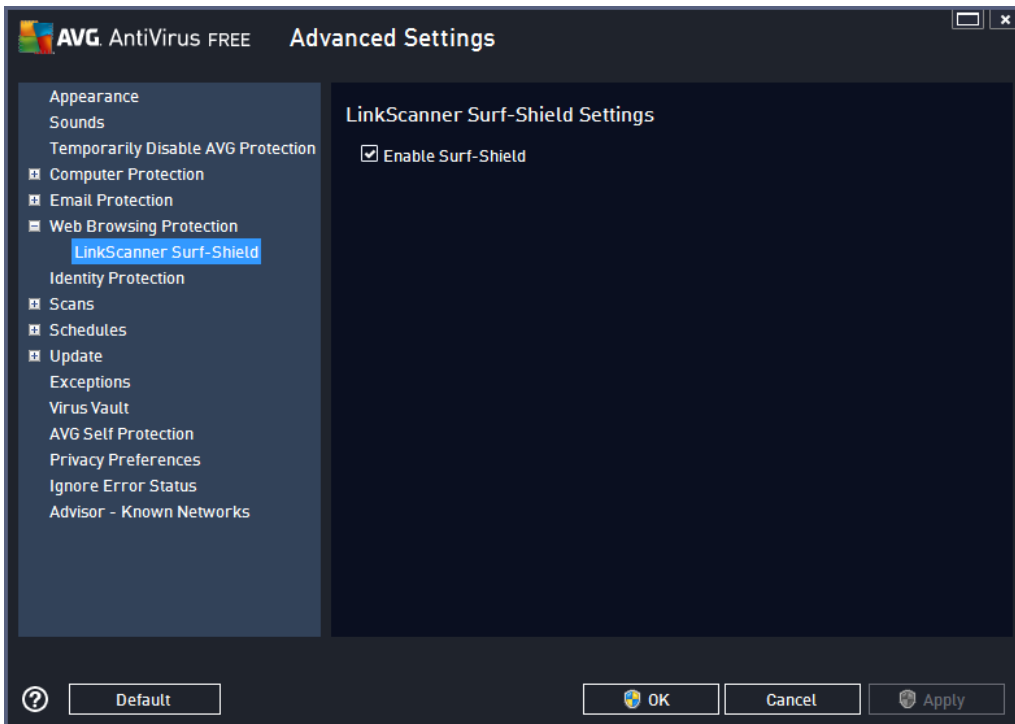 AVG. AntiVirus FREE Advanced Settings
Appearance
Sounds
Temporarily Disable AVG Protection
Computer Protection
Email Protection
Web Browsing Protection
LinkScanner Surf-Shield
Identity Protection
Scans
Schedules
Update
Exceptions
Virus Vault
AVG Self Protection
Privacy Preferences
Ignore Error Status
Advisor - Known Networks
LinkScanner Surf-Shield Settings
Enable Surf-Shield
? Default OK Cancel Apply